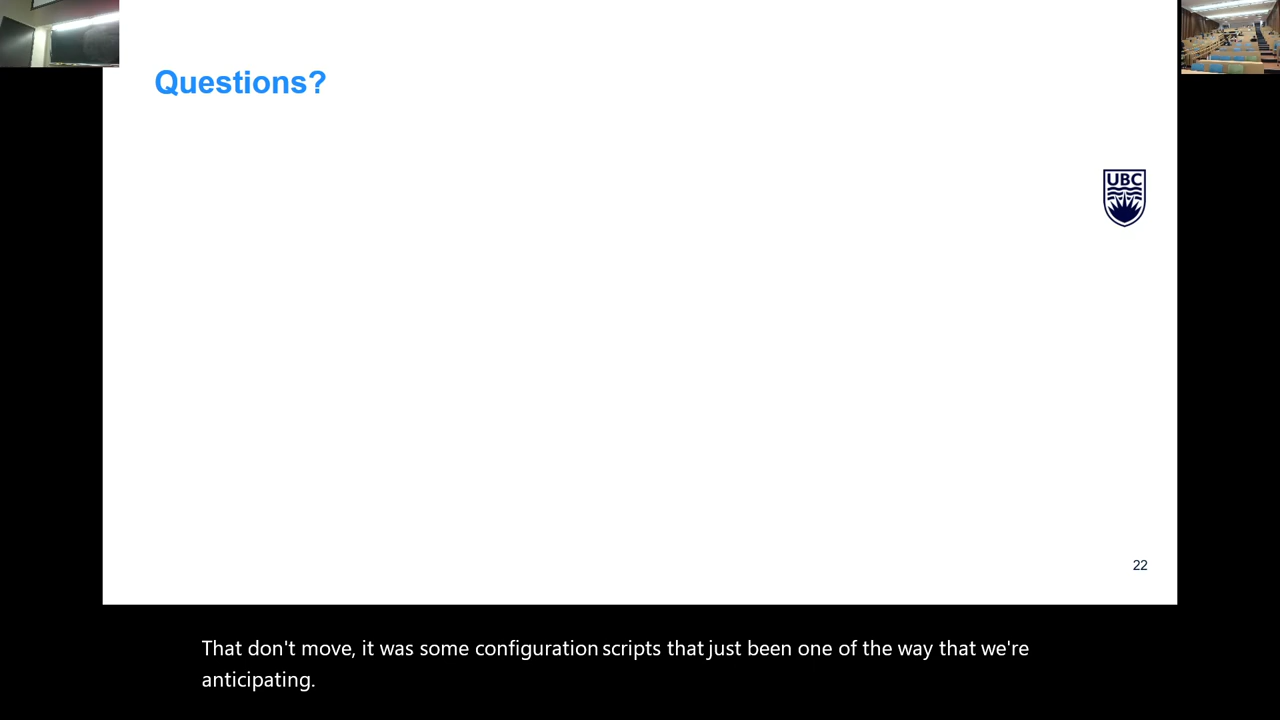 Questions?
UBC
22
That don't move, it was some configuration scripts that just been one of the way that we're
anticipating.